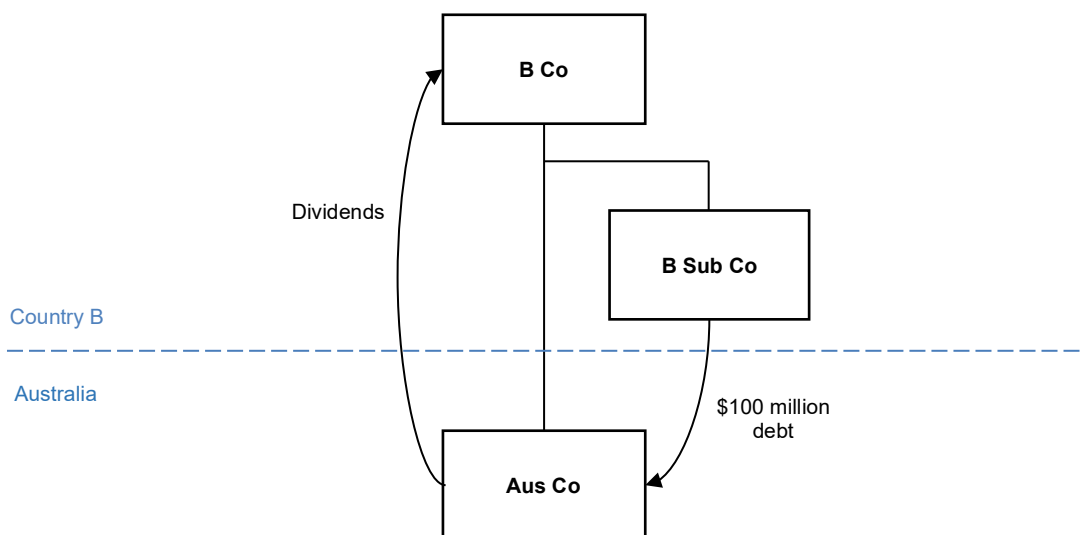 B Co
Dividends
B Sub Co
Country B
Australia
$100 million
debt
Aus Co